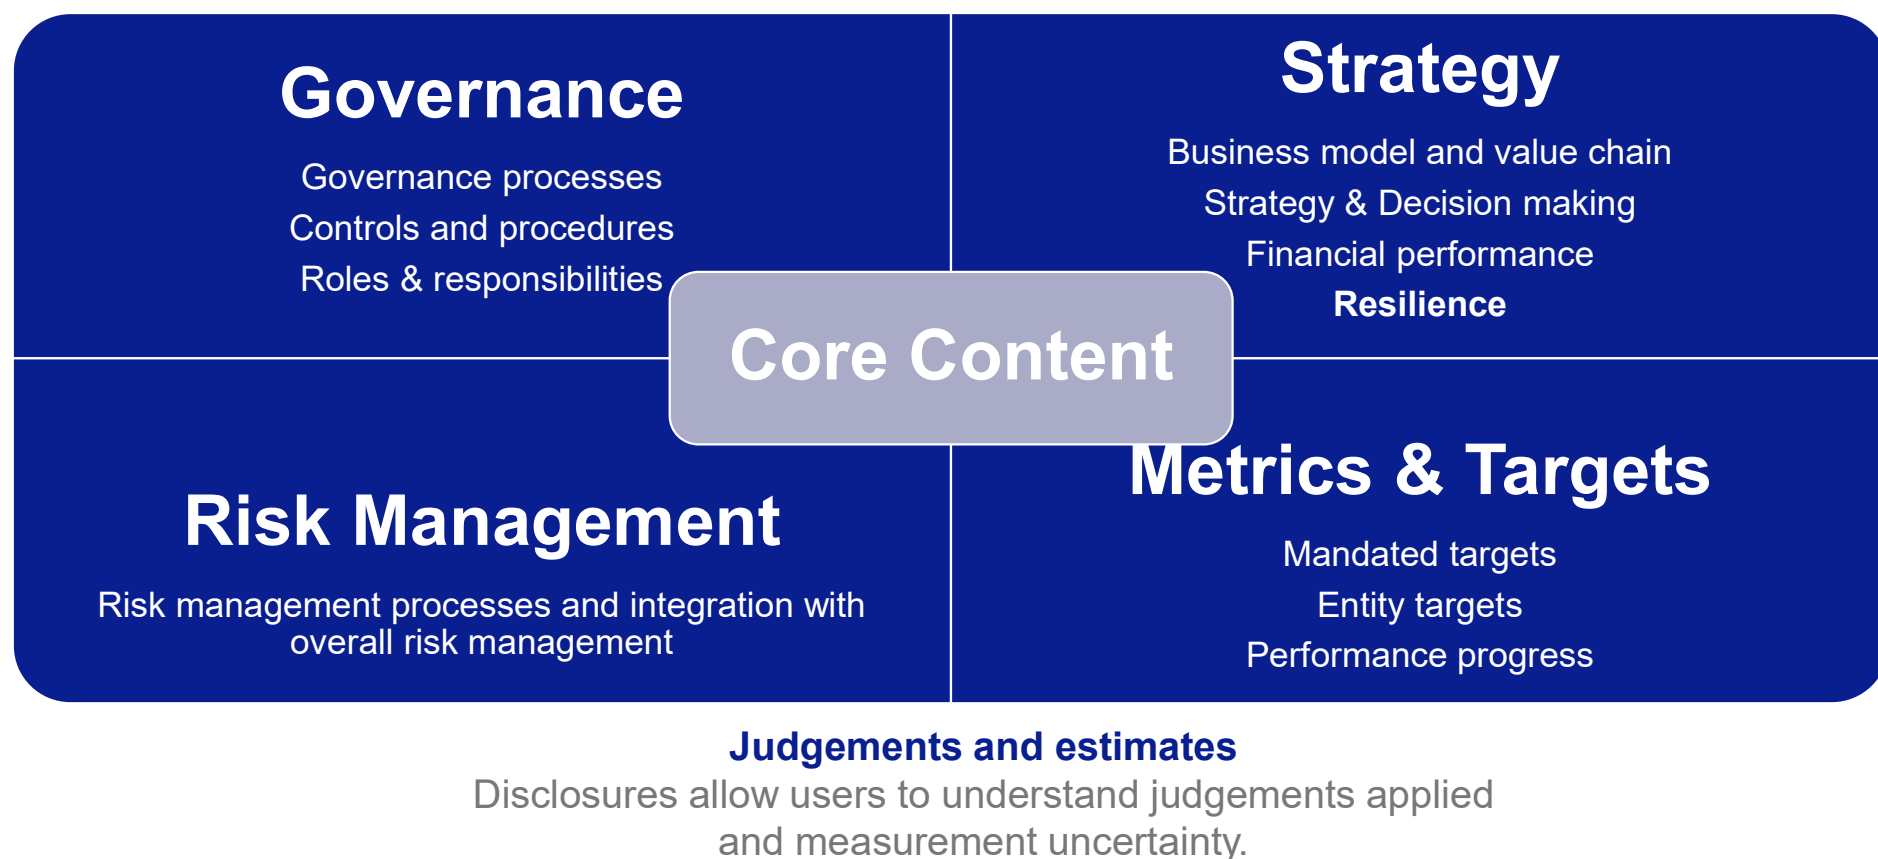 Governance
Governance processes
Controls and procedures
Roles & responsibilities
Strategy
Business model and value chain
Strategy & Decision making
Financial performance
Resilience
Core Content
Risk Management
Risk management processes and integration with
overall risk management
Metrics & Targets
Mandated targets
Entity targets
Performance progress
Judgements and estimates
Disclosures allow users to understand judgements applied
and measurement uncertainty.